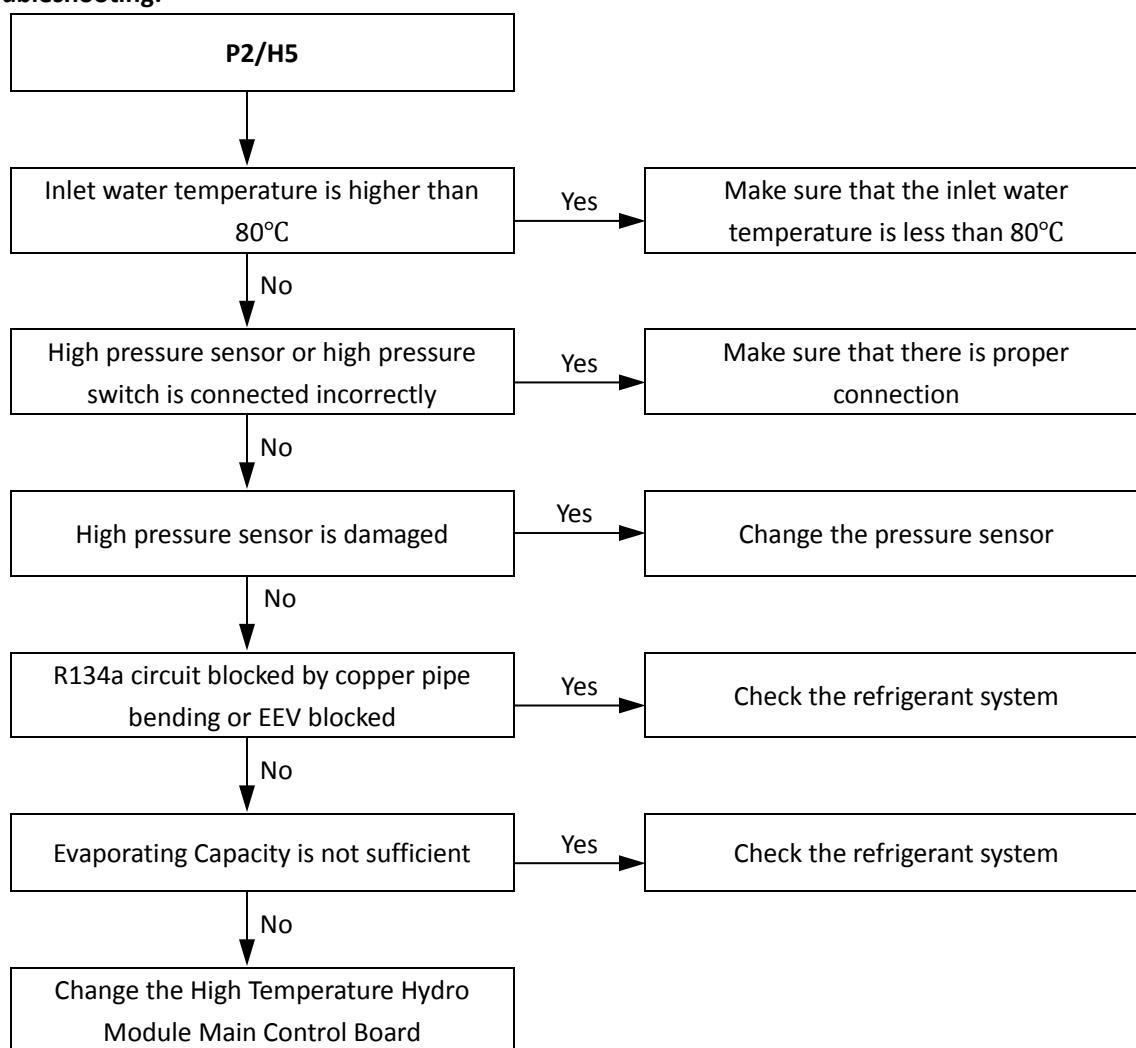 P2/H5
Inlet water temperature is higher than
80℃
Yes
Make sure that the inlet water
temperature is less than 80℃
No
High pressure sensor or high pressure
switch is connected incorrectly
Yes
Make sure that there is proper
connection
No
High pressure sensor is damaged
Yes
Change the pressure sensor
No
R134a circuit blocked by copper pipe
bending or EEV blocked
Yes
Check the refrigerant system
No
Evaporating Capacity is not sufficient
Yes
Check the refrigerant system
No
Change the High Temperature Hydro
Module Main Control Board